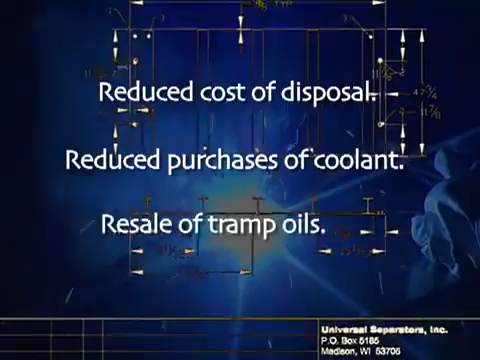 Reduced cost of disposal.
Reduced purchases of coolant.
Resale of tramp oils.
Universal Separators, Inc.
P.O. Box 5185
Madison, WI 53705